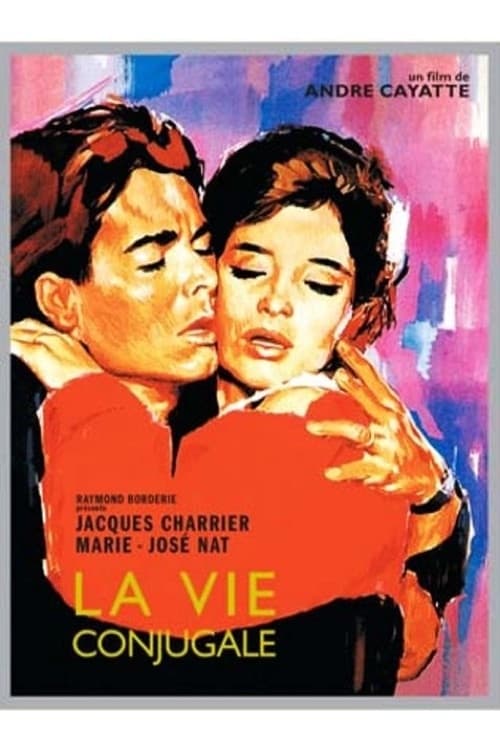 un film de
ANDRE CAYATTE
RAYMOND BORDERIE
présente
JACQUES CHARRIER
MARIE - JOSÉ NAT
LA VIE
CONJUGALE